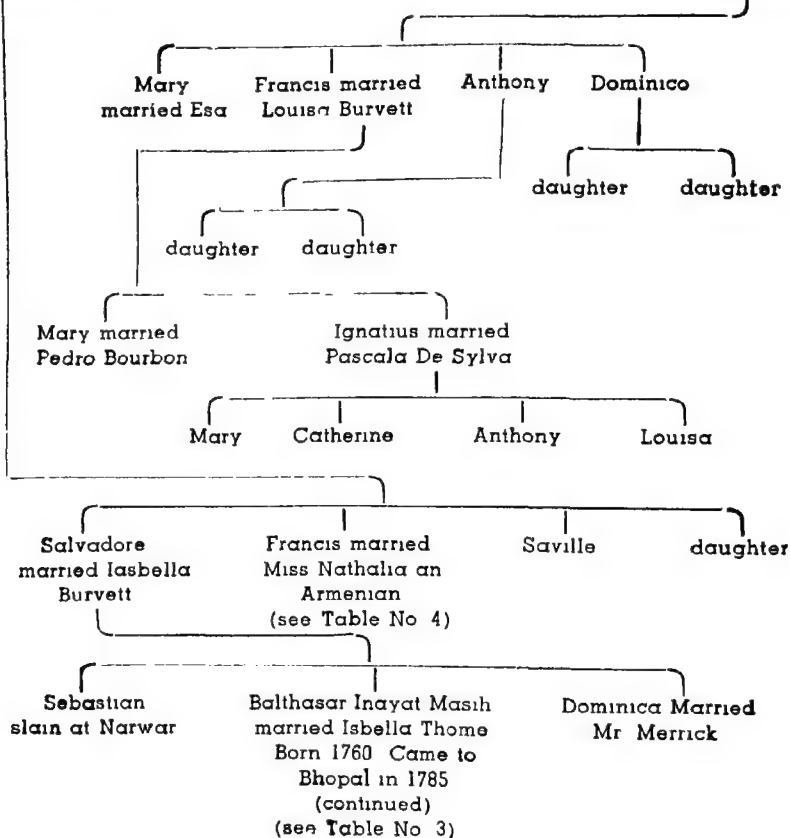 Mary Francis married Anthony Dominico
married Esa Louisa Burvett
daughter daughter
daughter daughter
Mary married Ignatius married
Pedro Bourbon Pascala De Sylva
Mary Catherine Anthony Louisa
Salvadore Francis married Saville daughter
married Iasbella Miss Nathalia an
Burvett Armenian
(see Table No 4)
Sebastian Balthasar Inayat Masih Dominica Married
slain at Narwar married Isbella Thome Mr Merrick
Born 1760 Came to
Bhopal in 1785
(continued)
(see Table No 3)